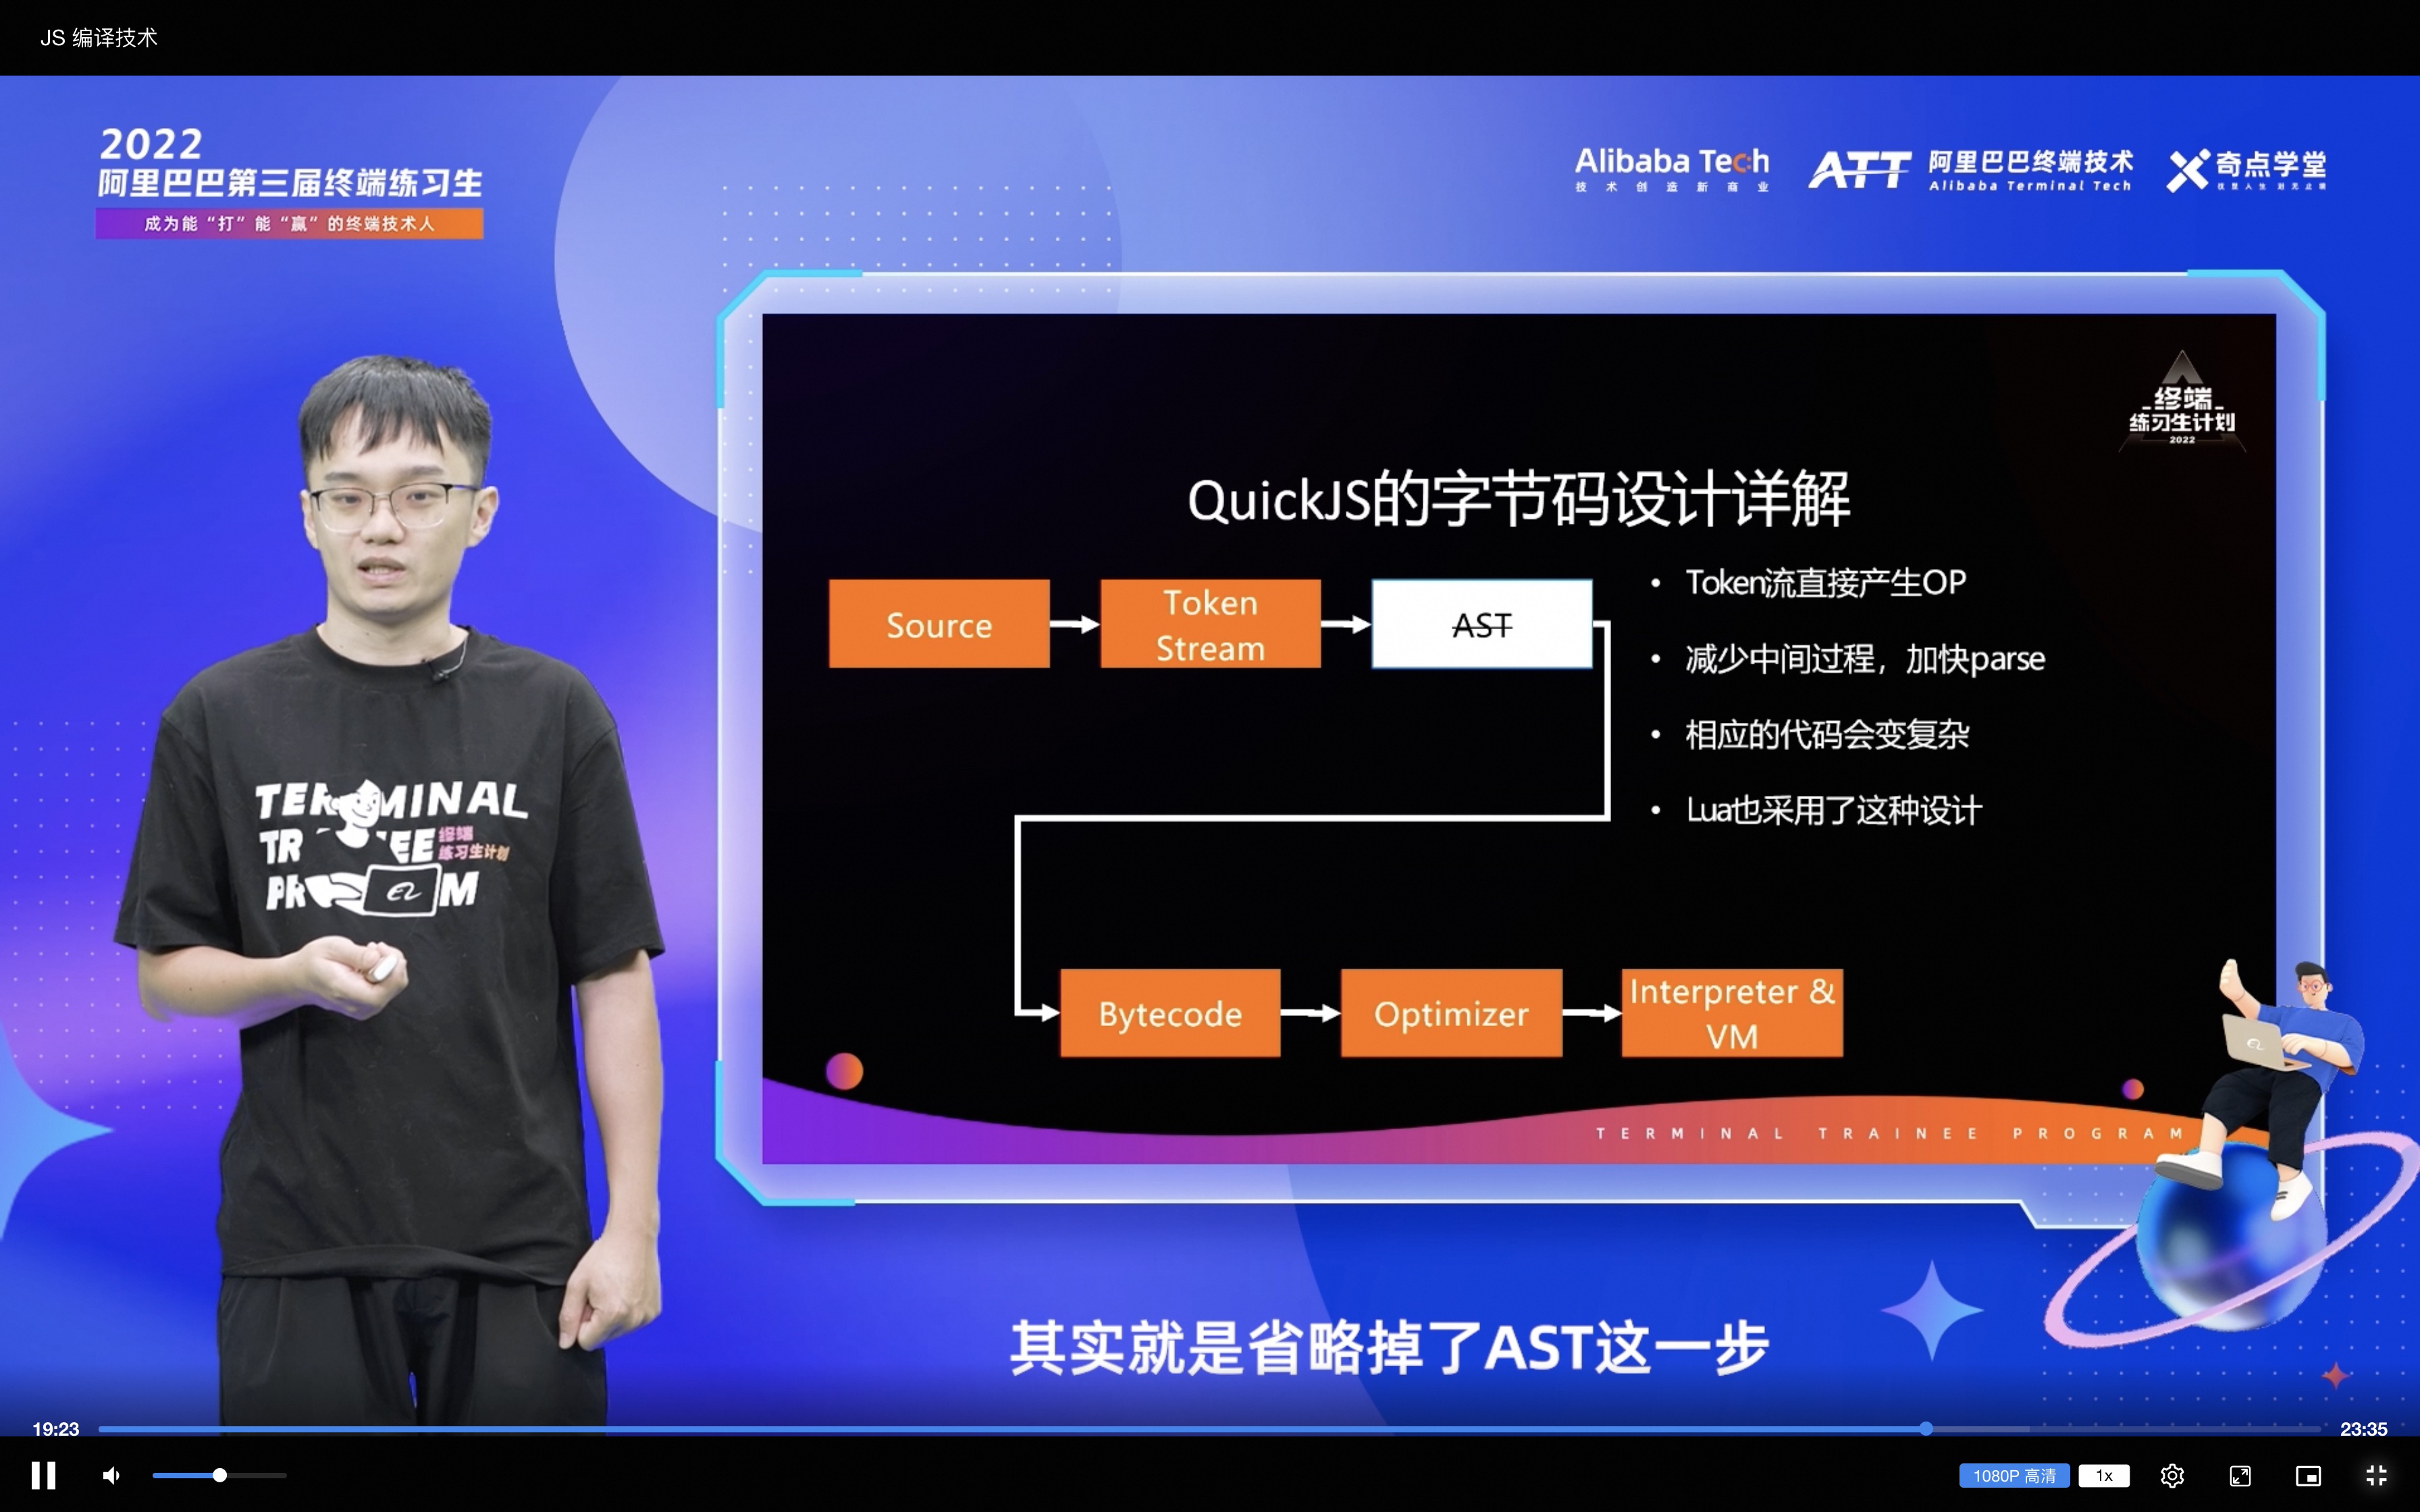 JS 编译技术
2022
阿里巴巴第三届终端练习生
成为能“打”能“赢”的终端技术人
Alibaba Tech
技术创造新商业
ATT
阿里巴巴终端技术
Alibaba Terminal Tech
奇点学堂
终端
练习生计划
2022
QuickJS的字节码设计详解
Source
Token
Stream
AST
• Token流直接产生OP
• 减少中间过程，加快parse
• 相应的代码会变复杂
• Lua也采用了这种设计
Bytecode
Optimizer
Interpreter &
VM
TERMINAL TRAINEE PROGRAM
TERMINAL
TR EE 终端
练习生计划
PR M
其实就是省略掉了AST这一步
19:23
23:35
1080P 高清
1x